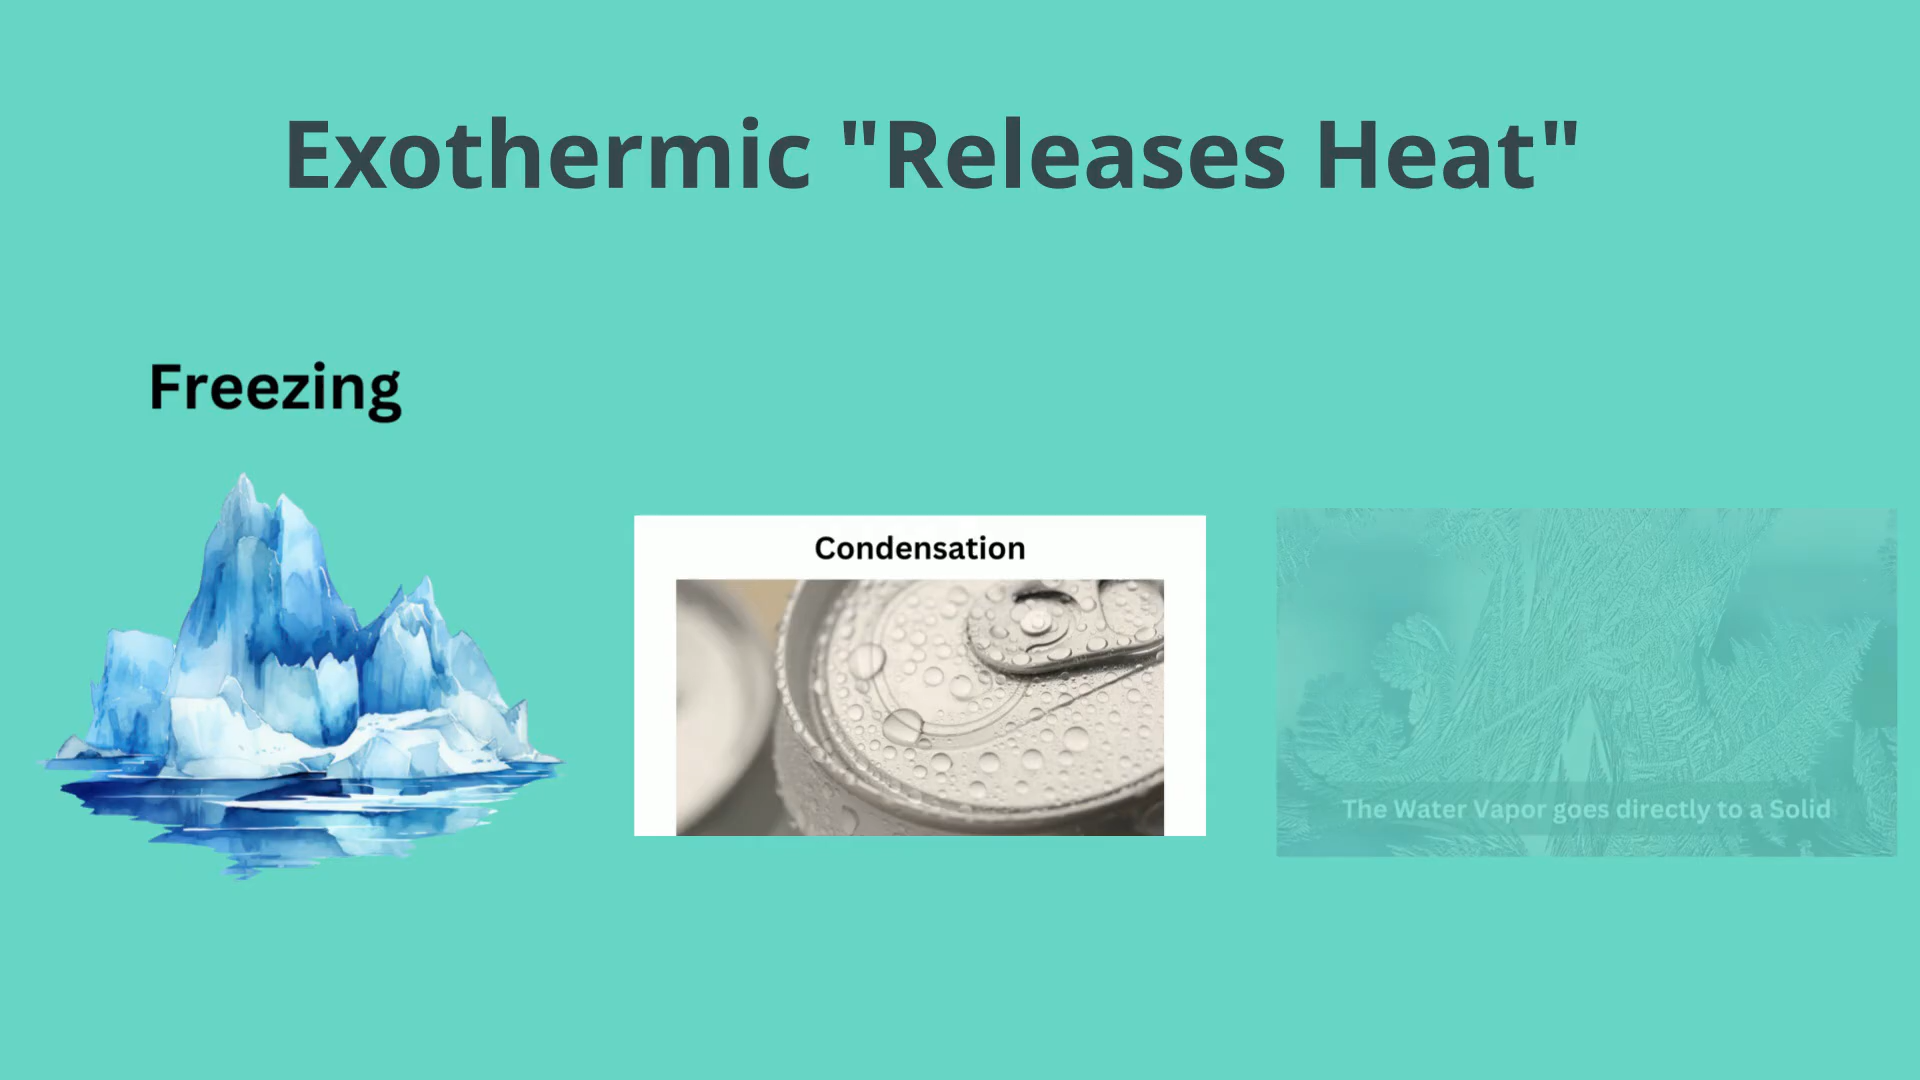 Exothermic "Releases Heat"
Freezing
Condensation
The Water Vapor goes directly to a Solid